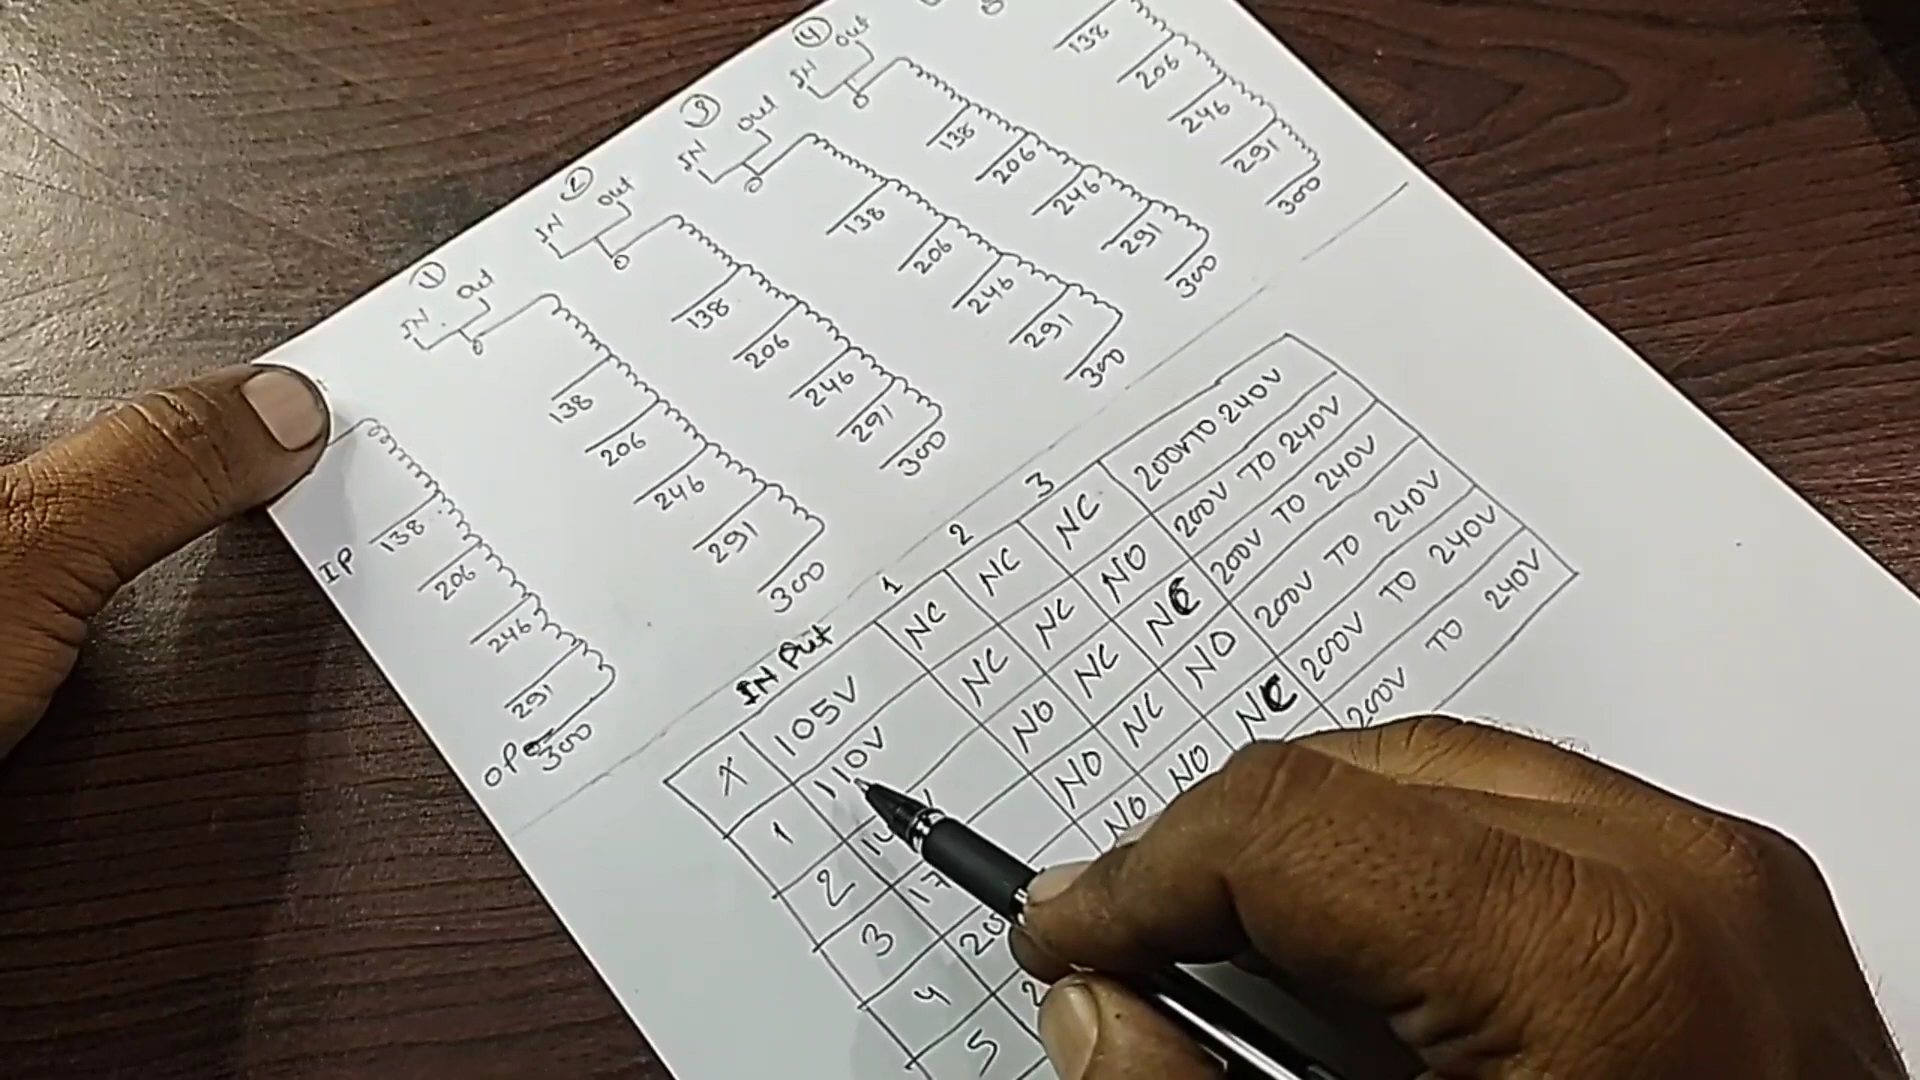 IP
138
206
246
291
300
OP
1
IN
Out
138
206
246
291
300
2
IN
Out
138
206
246
291
300
3
IN
Out
138
206
246
291
300
4
IN
Out
138
206
246
291
300
138
206
246
291
300
IN Put 1 2 3
X 105V NC NC NC 200V TO 240V
1 110V NC NC NO 200V TO 240V
2 NO NC NC 200V TO 240V
3 NO NC NO 200V TO 240V
4 NO NO NC 200V TO 240V
5 200V TO 240V